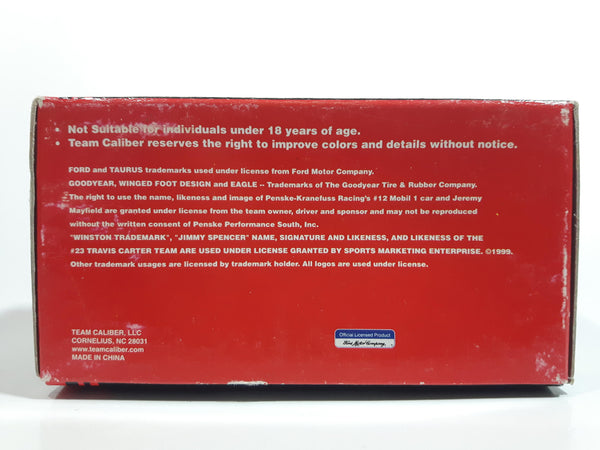 • Not Suitable for individuals under 18 years of age.
• Team Caliber reserves the right to improve colors and details without notice.
FORD and TAURUS trademarks used under license from Ford Motor Company.
GOODYEAR, WINGED FOOT DESIGN and EAGLE -- Trademarks of The Goodyear Tire & Rubber Company.
The right to use the name, likeness and image of Penske-Kranefuss Racing's #12 Mobil 1 car and Jeremy
Mayfield are granted under license from the team owner, driver and sponsor and may not be reproduced
without the written consent of Penske Performance South, Inc.
"WINSTON TRADEMARK", "JIMMY SPENCER" NAME, SIGNATURE AND LIKENESS, AND LIKENESS OF THE
#23 TRAVIS CARTER TEAM ARE USED UNDER LICENSE GRANTED BY SPORTS MARKETING ENTERPRISE. ©1999.
Other trademark usages are licensed by trademark holder. All logos are used under license.
TEAM CALIBER, LLC
CORNELIUS, NC 28031
www.teamcaliber.com
MADE IN CHINA
Official Licensed Product
Ford Motor Company